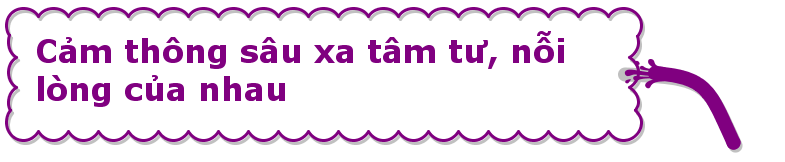 Cảm thông sâu xa tâm tư, nỗi
lòng của nhau